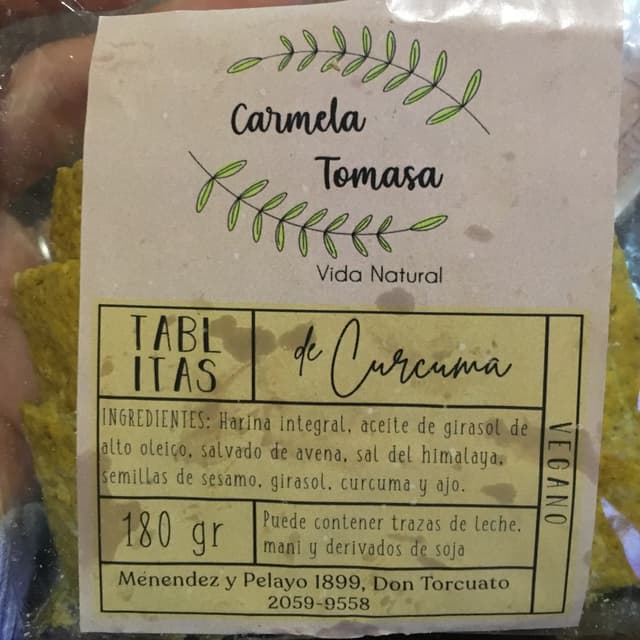 Carmela
Tomasa
Vida Natural
TABL
ITAS
de Curcuma
INGREDIENTES: Harina integral, aceite de girasol de
alto oleico, salvado de avena, sal del himalaya,
semillas de sesamo, girasol, curcuma y ajo.
VEGANO
180 gr
Puede contener trazas de leche,
mani y derivados de soja
Ménendez y Pelayo 1899, Don Torcuato
2059-9558